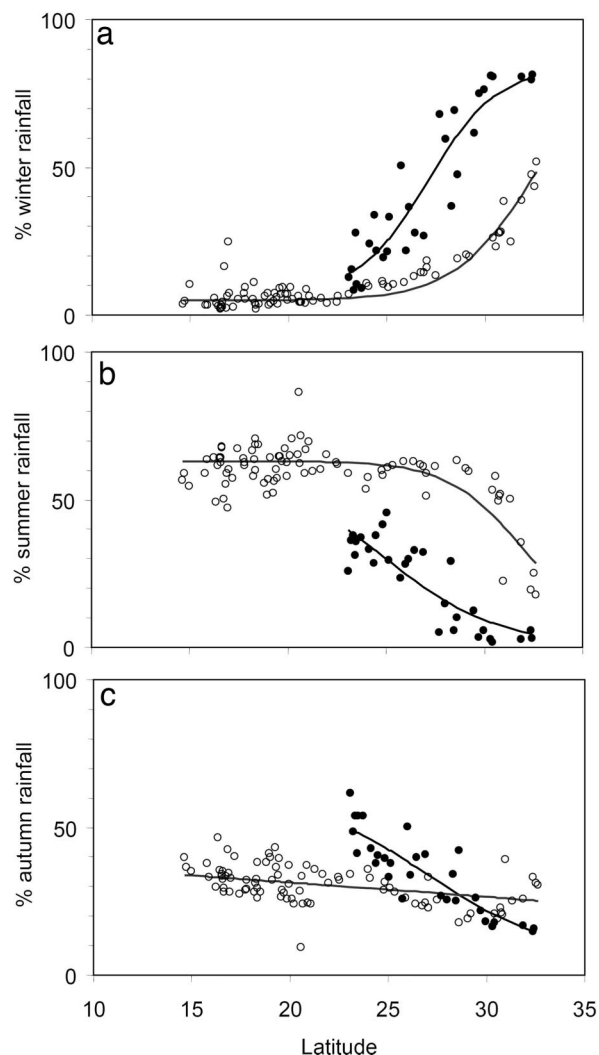 100
a
% winter rainfall
50
0
100
b
% summer rainfall
50
0
100
c
% autumn rainfall
50
0
10 15 20 25 30 35
Latitude